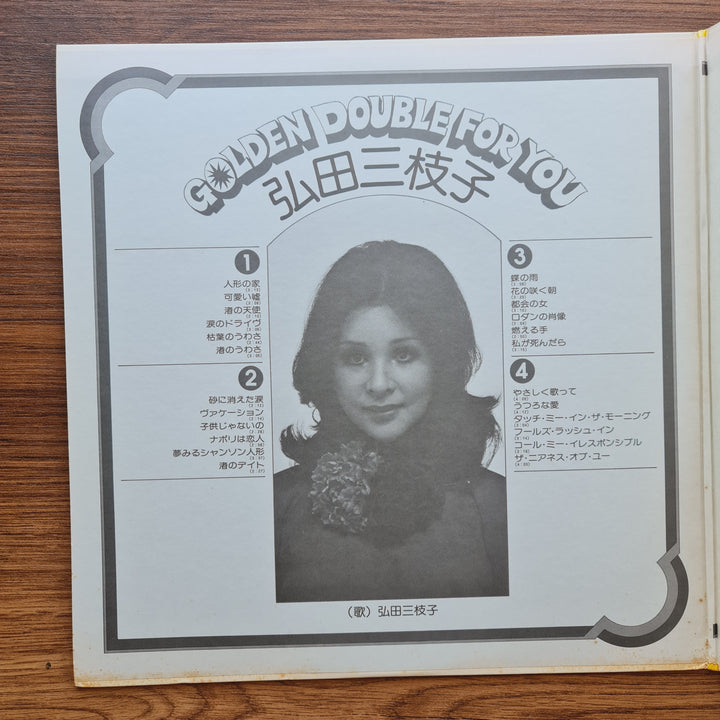 GOLDEN DOUBLE FOR YOU
弘田三枝子
1
人形の家
可愛い嘘
渚の天使
涙のドライヴ
枯葉のうわさ
渚のうわさ
2
砂に消えた涙
ヴァケーション
子供じゃないの
ナポリは恋人
夢みるシャンソン人形
渚のデイト
3
蝶の雨
花の咲く朝
都会の女
ロダンの肖像
燃える手
私が死んだら
4
やさしく歌って
うつろな愛
タッチ・ミー・イン・ザ・モーニング
フールズ・ラッシュ・イン
コール・ミー・イレスポンシブル
ザ・ニアネス・オブ・ユー
(歌) 弘田三枝子